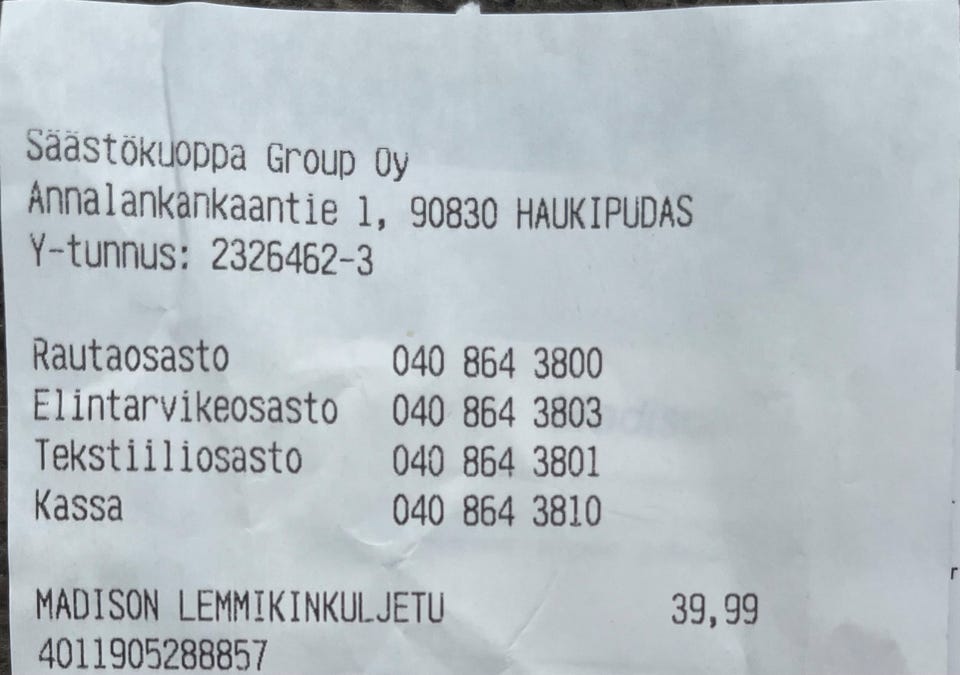 Säästökuoppa Group Oy
Annalankankaantie 1, 90830 HAUKIPUDAS
Y-tunnus: 2326462-3
Rautaosasto 040 864 3800
Elintarvikeosasto 040 864 3803
Tekstiiliosasto 040 864 3801
Kassa 040 864 3810
MADISON LEMMIKINKULJETU 39,99
4011905288857